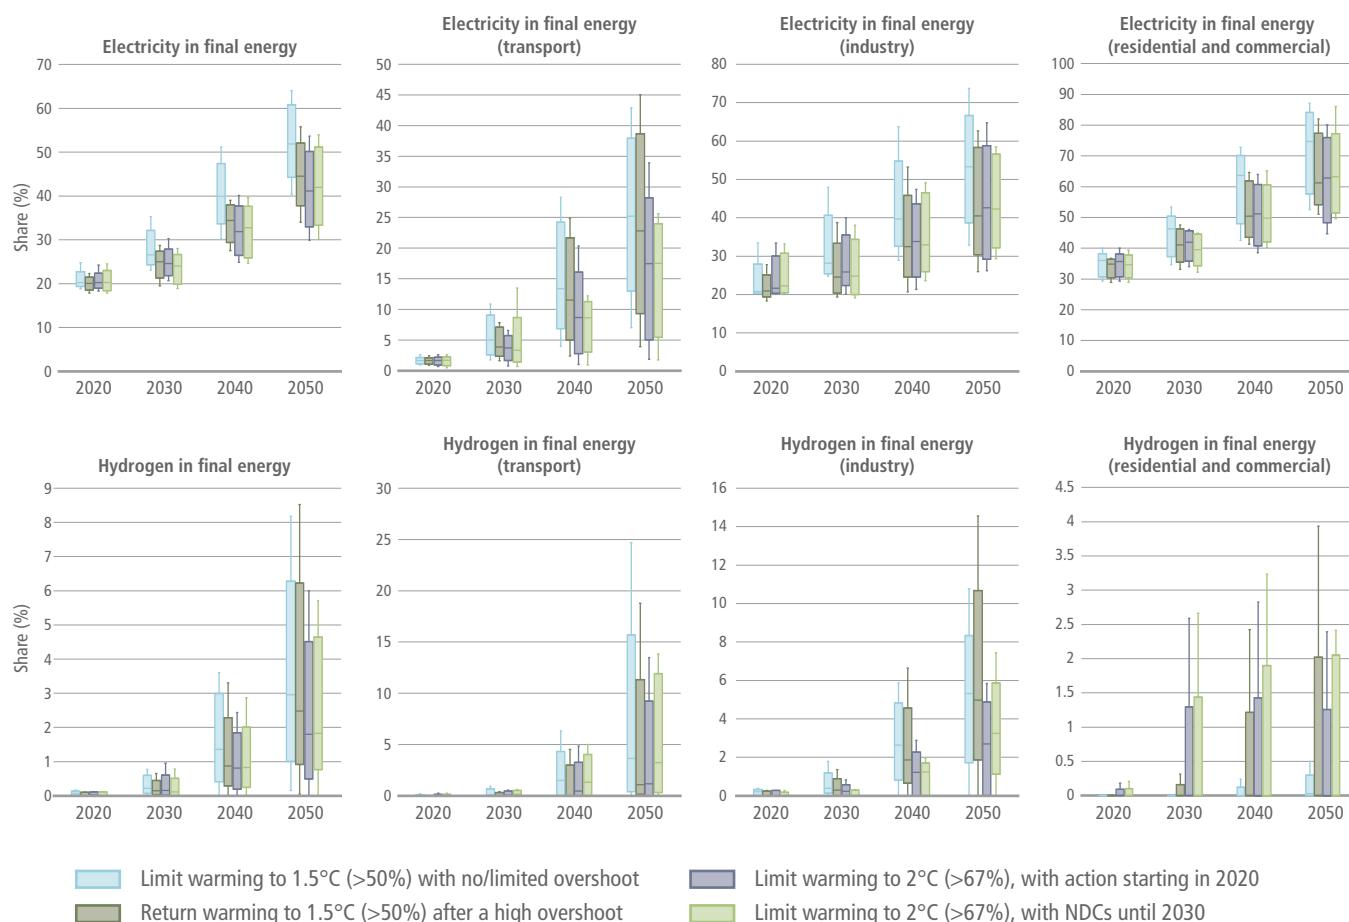 Electricity in final energy
Electricity in final energy
(transport)
Electricity in final energy
(industry)
Electricity in final energy
(residential and commercial)
Share (%)
70
60
50
40
30
20
10
0
2020 2030 2040 2050
50
45
40
35
30
25
20
15
10
5
0
2020 2030 2040 2050
80
70
60
50
40
30
20
10
0
2020 2030 2040 2050
100
90
80
70
60
50
40
30
20
10
0
2020 2030 2040 2050
Hydrogen in final energy
Hydrogen in final energy
(transport)
Hydrogen in final energy
(industry)
Hydrogen in final energy
(residential and commercial)
Share (%)
9
8
7
6
5
4
3
2
1
0
2020 2030 2040 2050
30
25
20
15
10
5
0
2020 2030 2040 2050
16
14
12
10
8
6
4
2
0
2020 2030 2040 2050
4.5
4
3.5
3
2.5
2
1.5
1
0.5
0
2020 2030 2040 2050
Limit warming to 1.5°C (>50%) with no/limited overshoot
Return warming to 1.5°C (>50%) after a high overshoot
Limit warming to 2°C (>67%), with action starting in 2020
Limit warming to 2°C (>67%), with NDCs until 2030